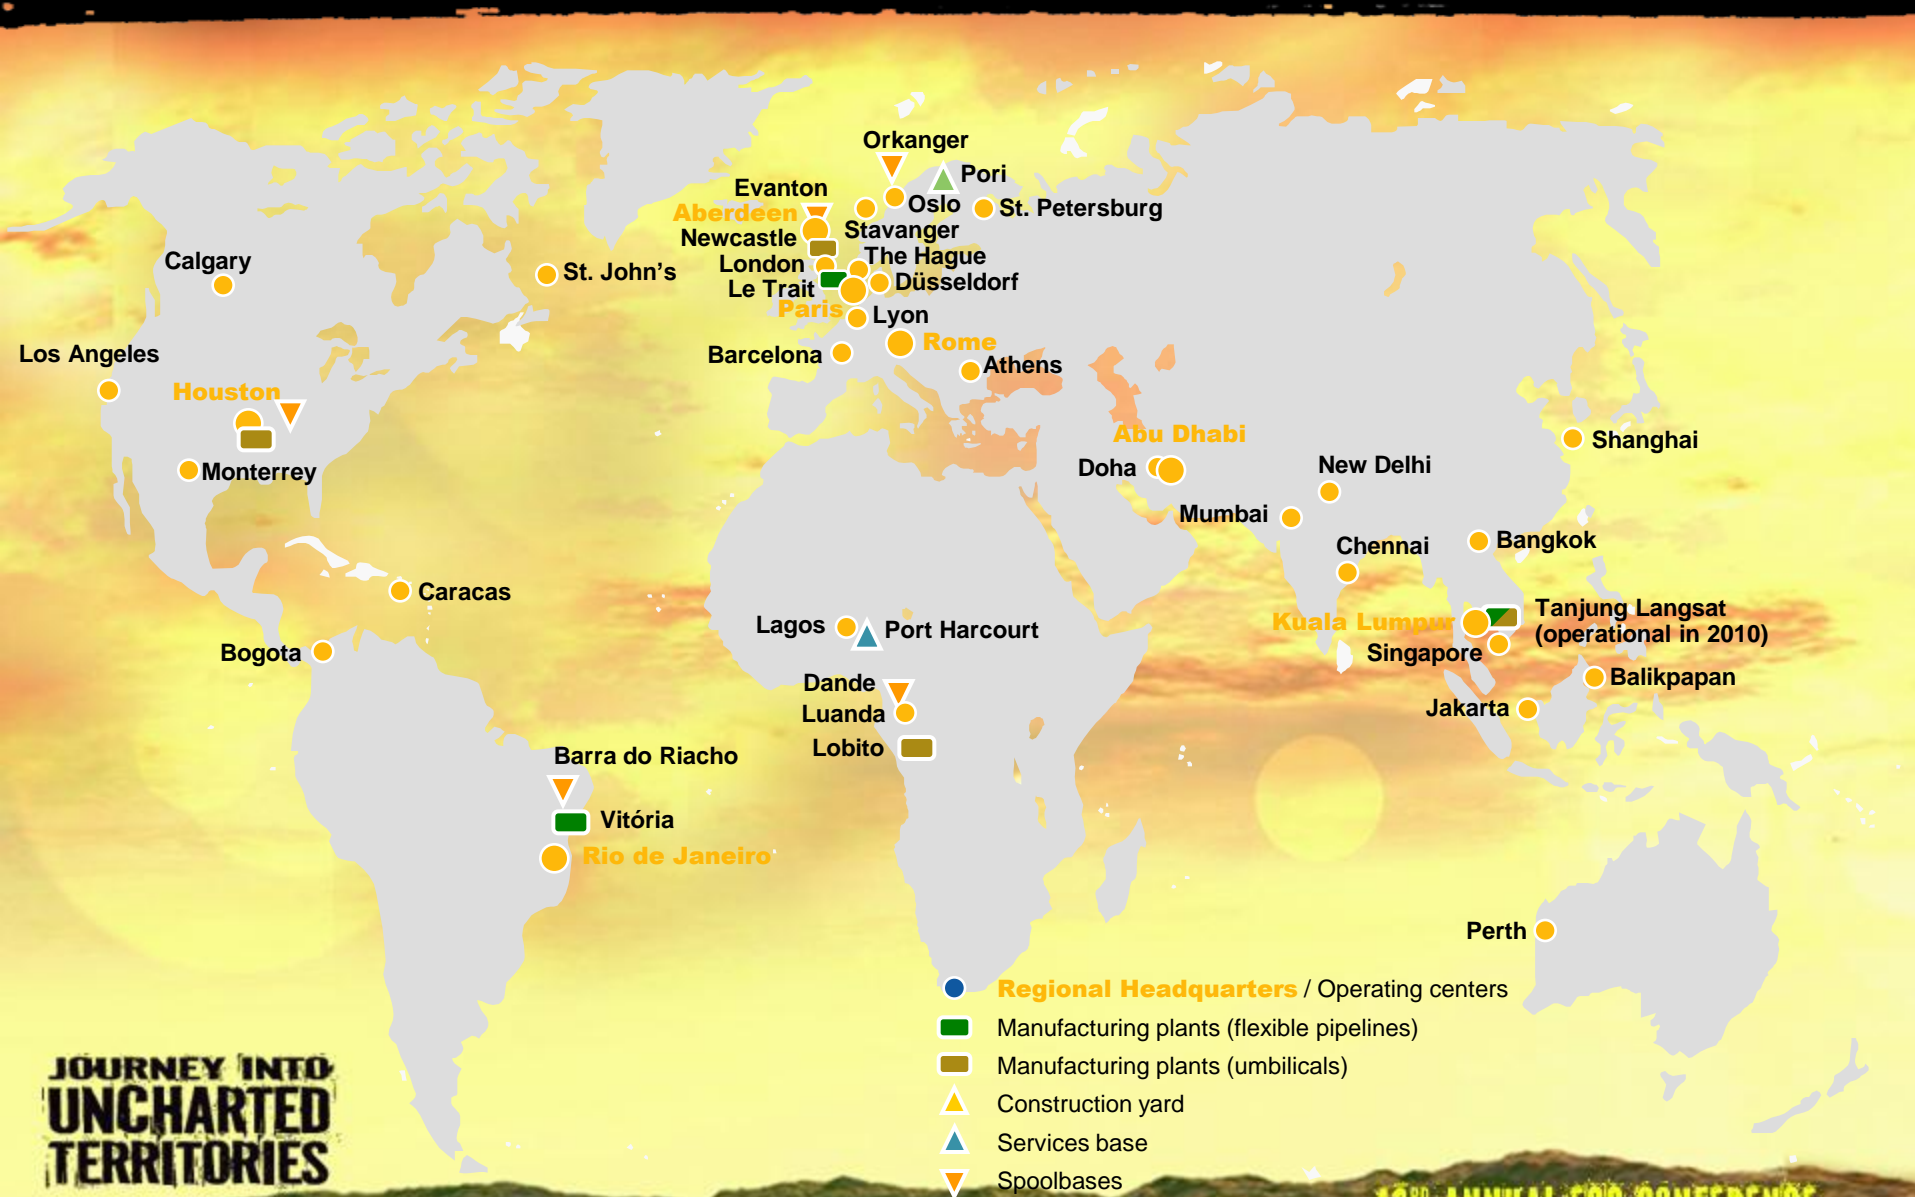 Orkanger
Pori
Evanton
Oslo
St. Petersburg
Aberdeen
Stavanger
Newcastle
The Hague
London
Calgary
St. John's
Düsseldorf
Le Trait
Paris
Lyon
Rome
Los Angeles
Barcelona
Athens
Houston
Abu Dhabi
Shanghai
Monterrey
Doha
New Delhi
Mumbai
Bangkok
Chennai
Caracas
Tanjung Langsat
(operational in 2010)
Kuala Lumpur
Lagos
Port Harcourt
Bogota
Singapore
Balikpapan
Dande
Luanda
Jakarta
Lobito
Barra do Riacho
Vitória
Rio de Janeiro
Perth
Regional Headquarters / Operating centers
Manufacturing plants (flexible pipelines)
Manufacturing plants (umbilicals)
Construction yard
Services base
Spoolbases
JOURNEY INTO
UNCHARTED
TERRITORIES
ANNUAL CONFERENCE